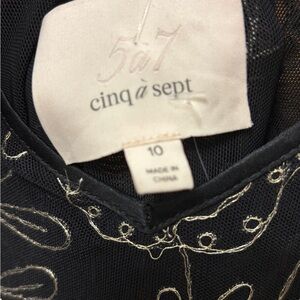 5à7
cinq à sept
10
MADE IN
CHINA